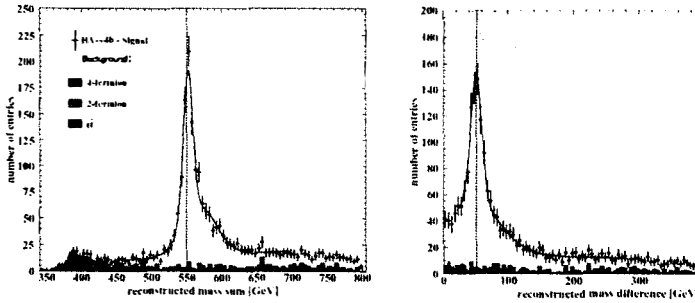 250
225
200
175
150
125
100
75
50
25
0
number of entries
HA→4b - Signal
Background:
4-fermion
2-fermion
350 400 450 500 550 600 650 700 750 800
reconstructed mass sum [GeV]
200
180
160
140
120
100
80
60
40
20
0
number of entries
0 100 200 300
reconstructed mass difference [GeV]